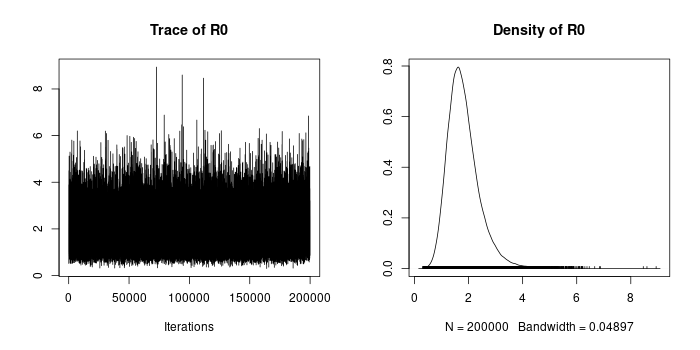 Trace of R0
8
6
4
2
0
0 50000 100000 150000 200000
Iterations
Density of R0
0.8
0.6
0.4
0.2
0.0
0 2 4 6 8
N = 200000 Bandwidth = 0.04897